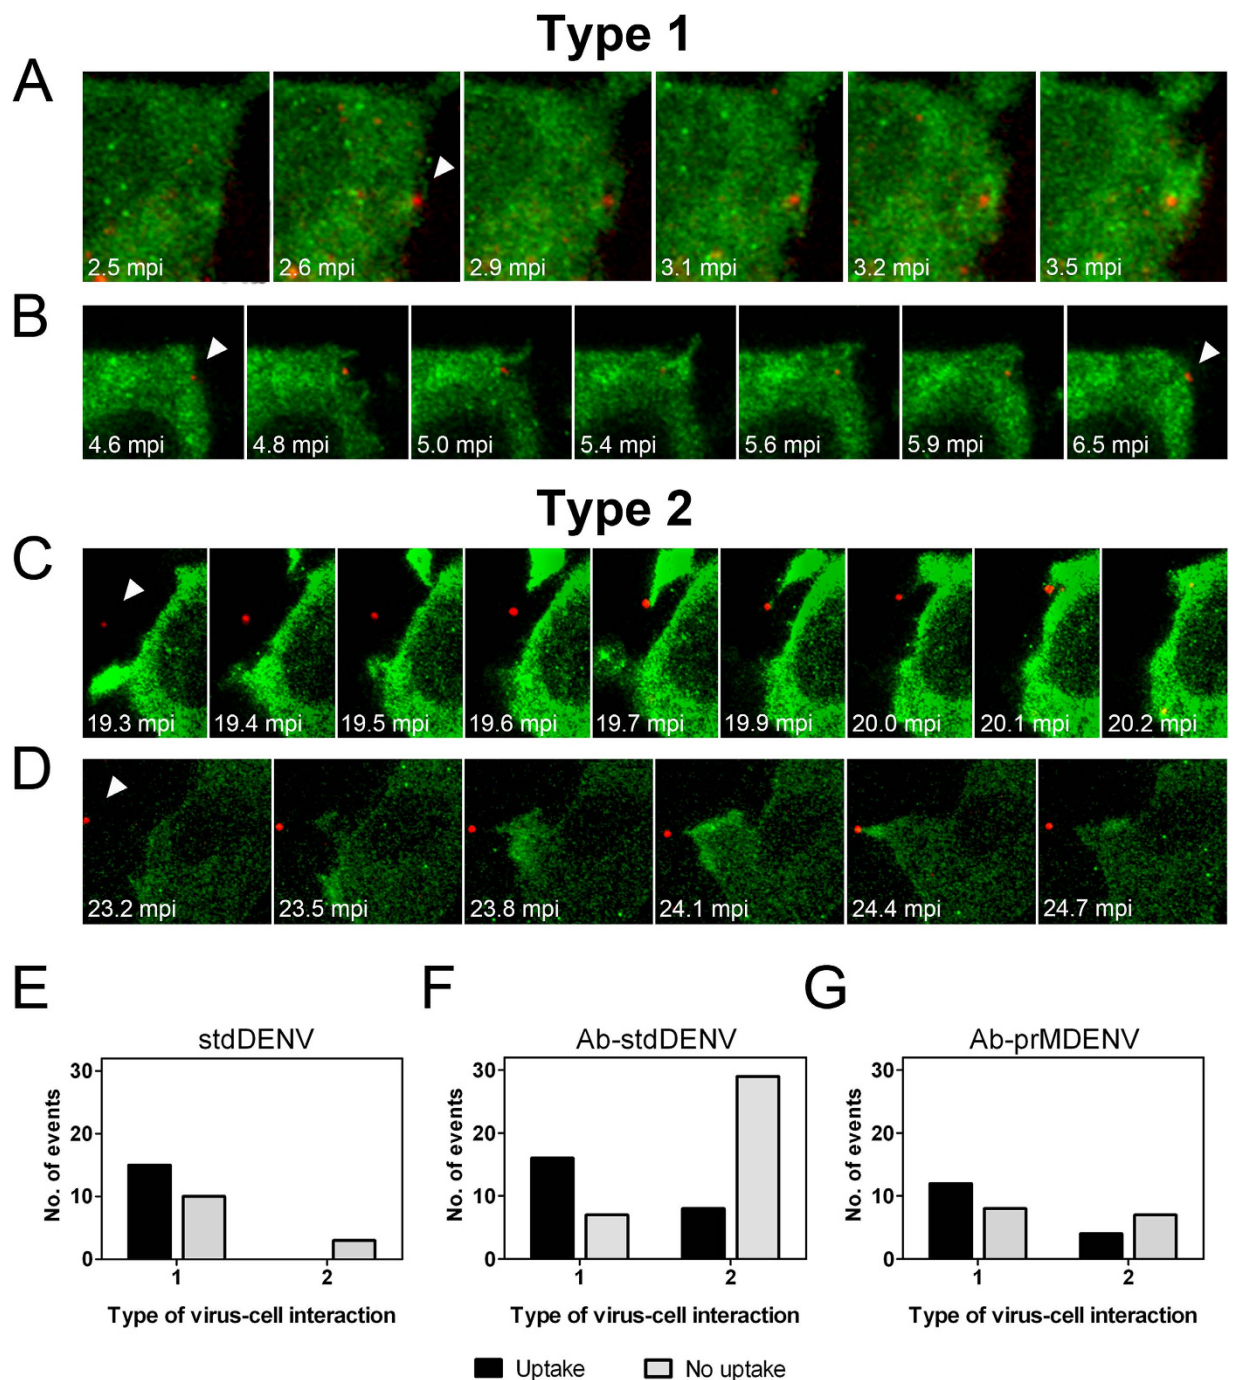 Type 1
A
2.5 mpi 2.6 mpi 2.9 mpi 3.1 mpi 3.2 mpi 3.5 mpi
B
4.6 mpi 4.8 mpi 5.0 mpi 5.4 mpi 5.6 mpi 5.9 mpi 6.5 mpi
Type 2
C
19.3 mpi 19.4 mpi 19.5 mpi 19.6 mpi 19.7 mpi 19.9 mpi 20.0 mpi 20.1 mpi 20.2 mpi
D
23.2 mpi 23.5 mpi 23.8 mpi 24.1 mpi 24.4 mpi 24.7 mpi
E
stdDENV
No. of events
30
20
10
0
1 2
Type of virus-cell interaction
F
Ab-stdDENV
No. of events
30
20
10
0
1 2
Type of virus-cell interaction
G
Ab-prMDENV
No. of events
30
20
10
0
1 2
Type of virus-cell interaction
Uptake No uptake